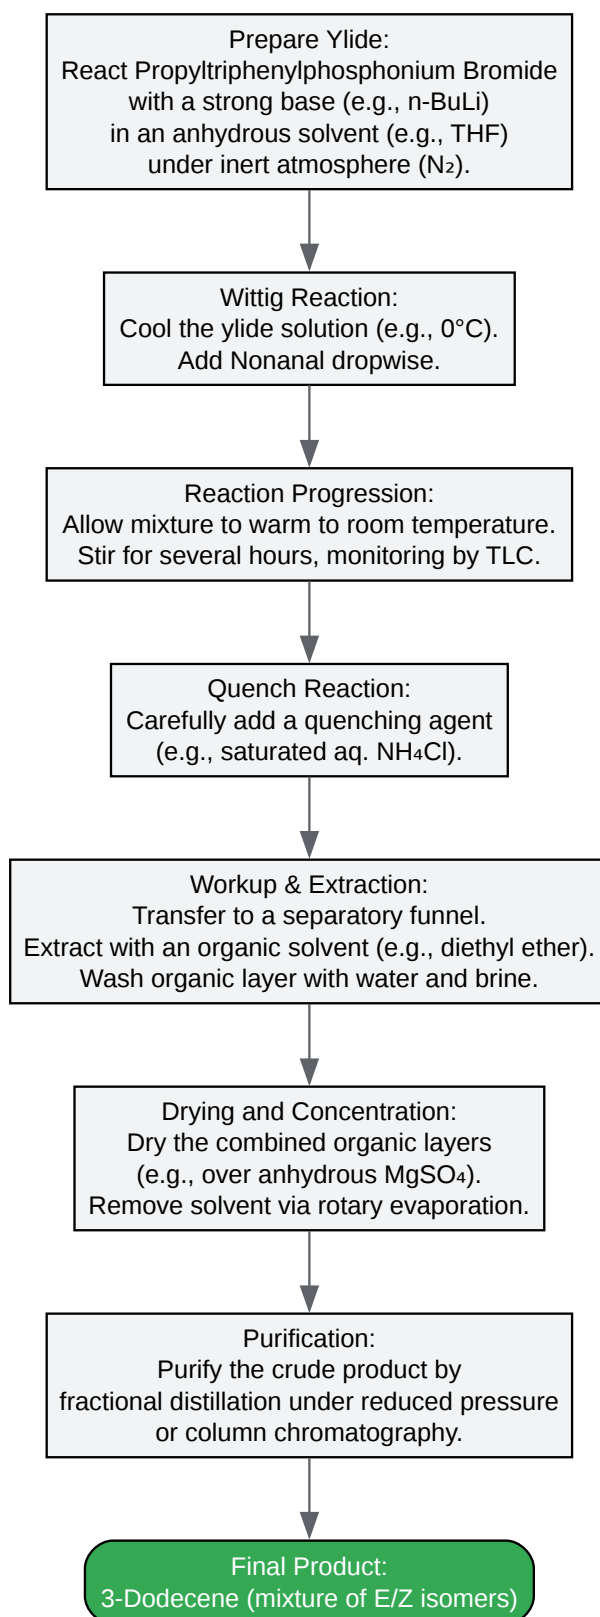 Prepare Ylide:
React Propyltriphenylphosphonium Bromide
with a strong base (e.g., n-BuLi)
in an anhydrous solvent (e.g., THF)
under inert atmosphere (N₂).
Wittig Reaction:
Cool the ylide solution (e.g., 0°C).
Add Nonanal dropwise.
Reaction Progression:
Allow mixture to warm to room temperature.
Stir for several hours, monitoring by TLC.
Quench Reaction:
Carefully add a quenching agent
(e.g., saturated aq. NH₄Cl).
Workup & Extraction:
Transfer to a separatory funnel.
Extract with an organic solvent (e.g., diethyl ether).
Wash organic layer with water and brine.
Drying and Concentration:
Dry the combined organic layers
(e.g., over anhydrous MgSO₄).
Remove solvent via rotary evaporation.
Purification:
Purify the crude product by
fractional distillation under reduced pressure
or column chromatography.
Final Product:
3-Dodecene (mixture of E/Z isomers)